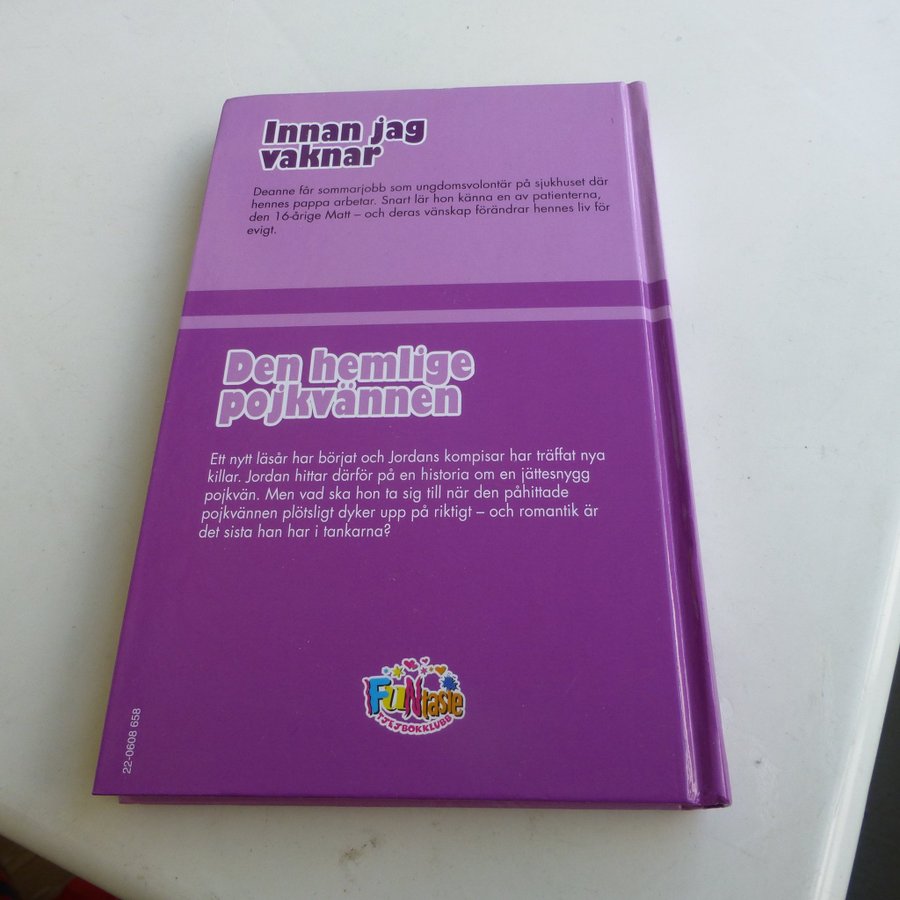 Innan jag
vaknar
Deanne får sommarjobb som ungdomsvolontär på sjukhuset där
hennes pappa arbetar. Snart lär hon känna en av patienterna,
den 16-årige Matt – och deras vänskap förändrar hennes liv för
evigt.
Den hemlige
pojkvännen
Ett nytt läsår har börjat och Jordans kompisar har träffat nya
killar. Jordan hittar därför på en historia om en jättesnygg
pojkvän. Men vad ska hon ta sig till när den påhittade
pojkvännen plötsligt dyker upp på riktigt – och romantik är
det sista han har i tankarna?
FUNtasie
TJEJBOKKLUBB
22-0608 658